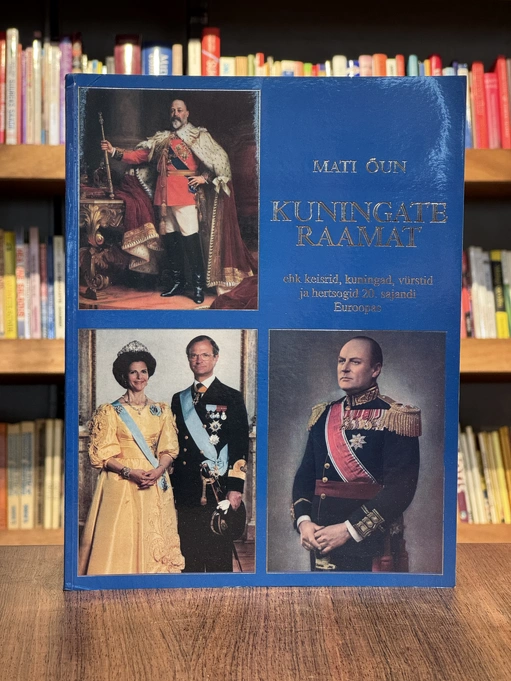 MATI ÕUN
KUNINGATE
RAAMAT
ehk keisrid, kuningad, vürstid
ja hertsogid 20. sajandi
Euroopas